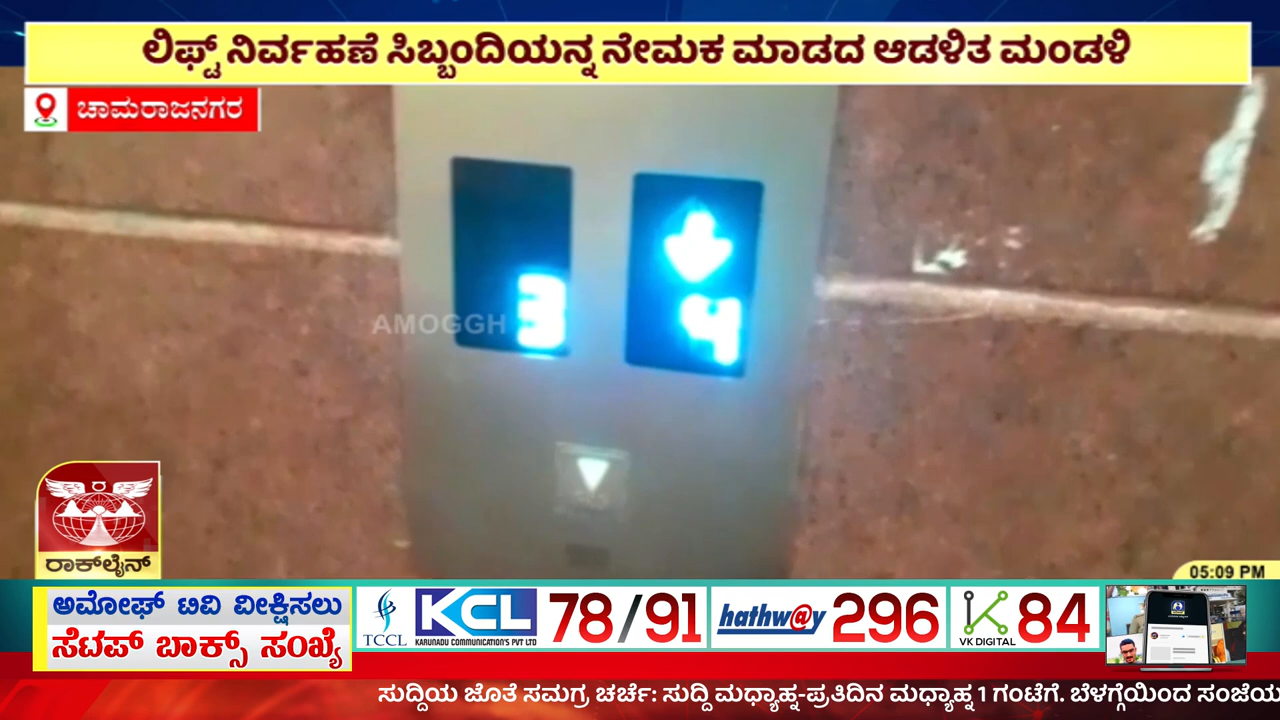 ಲಿಫ್ಟ್ ನಿರ್ವಹಣೆ ಸಿಬ್ಬಂದಿಯನ್ನ ನೇಮಕ ಮಾಡದ ಆಡಳಿತ ಮಂಡಳಿ
ಚಾಮರಾಜನಗರ
3 4
AMOGGH
ರಾಕ್‌ಲೈನ್
05:09 PM
ಅಮೋಘ್ ಟಿವಿ ವೀಕ್ಷಿಸಲು
ಸೆಟಪ್ ಬಾಕ್ಸ್ ಸಂಖ್ಯೆ
TCCL
KCL
KARUNADU COMMUNICATION'S PVT LTD
78/91
hathw@y
296
VK DIGITAL
84
ಸುದ್ದಿಯ ಜೊತೆ ಸಮಗ್ರ ಚರ್ಚೆ: ಸುದ್ದಿ ಮಧ್ಯಾಹ್ನ-ಪ್ರತಿದಿನ ಮಧ್ಯಾಹ್ನ 1 ಗಂಟೆಗೆ. ಬೆಳಗ್ಗೆಯಿಂದ ಸಂಜೆಯ